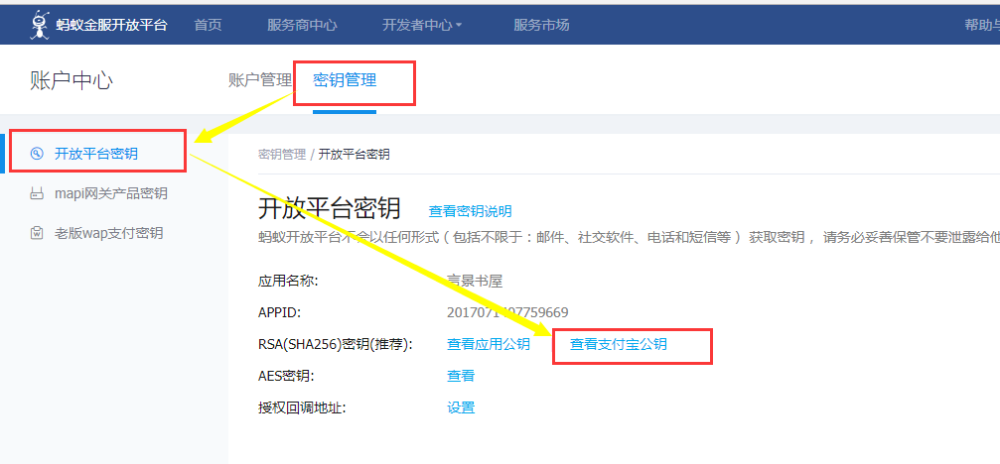 蚂蚁金服开放平台 首页 服务商中心 开发者中心 服务市场 帮助与
账户中心 账户管理 密钥管理
开放平台密钥
mapi网关产品密钥
老版wap支付密钥
密钥管理 / 开放平台密钥
开放平台密钥 查看密钥说明
蚂蚁开放平台不会以任何形式（包括不限于：邮件、社交软件、电话和短信等）获取密钥，请务必妥善保管不要泄露给他
应用名称: 言景书屋
APPID: 2017071407759669
RSA(SHA256)密钥(推荐): 查看应用公钥 查看支付宝公钥
AES密钥: 查看
授权回调地址: 设置